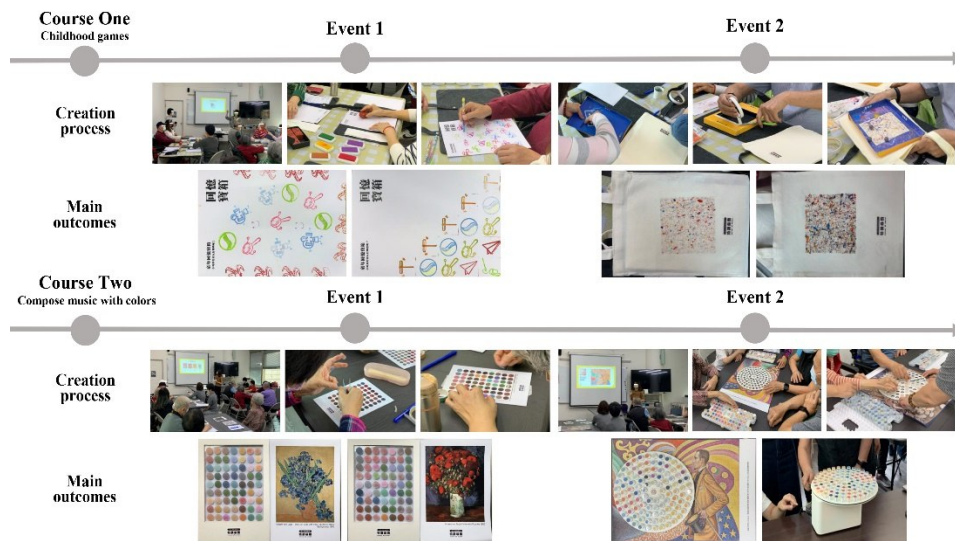 Course One
Childhood games
Event 1
Event 2
Creation
process
Main
outcomes
Course Two
Compose music with colors
Event 1
Event 2
Creation
process
Main
outcomes